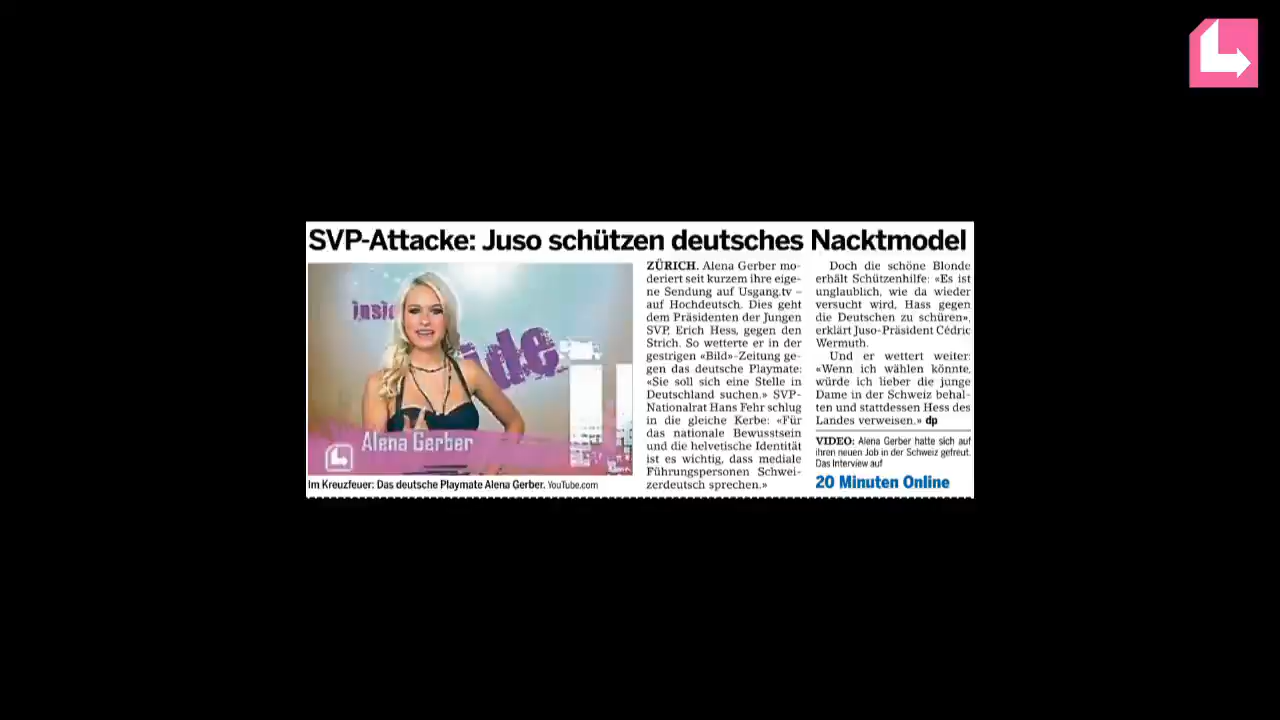 SVP-Attacke: Juso schützen deutsches Nacktmodel
insid
ide
Alena Gerber
Im Kreuzfeuer: Das deutsche Playmate Alena Gerber. YouTube.com
ZÜRICH. Alena Gerber mo-
deriert seit kurzem ihre eige-
ne Sendung auf Usgang.tv –
auf Hochdeutsch. Dies geht
dem Präsidenten der Jungen
SVP, Erich Hess, gegen den
Strich. So wetterte er in der
gestrigen «Bild»-Zeitung ge-
gen das deutsche Playmate:
«Sie soll sich eine Stelle in
Deutschland suchen.» SVP-
Nationalrat Hans Fehr schlug
in die gleiche Kerbe: «Für
das nationale Bewusstsein
und die helvetische Identität
ist es wichtig, dass mediale
Führungspersonen Schwei-
zerdeutsch sprechen.»
Doch die schöne Blonde
erhält Schützenhilfe: «Es ist
unglaublich, wie da wieder
versucht wird, Hass gegen
die Deutschen zu schüren»,
erklärt Juso-Präsident Cédric
Wermuth.
Und er wettert weiter:
«Wenn ich wählen könnte,
würde ich lieber die junge
Dame in der Schweiz behal-
ten und stattdessen Hess des
Landes verweisen.» dp
VIDEO: Alena Gerber hatte sich auf
ihren neuen Job in der Schweiz gefreut.
Das Interview auf
20 Minuten Online